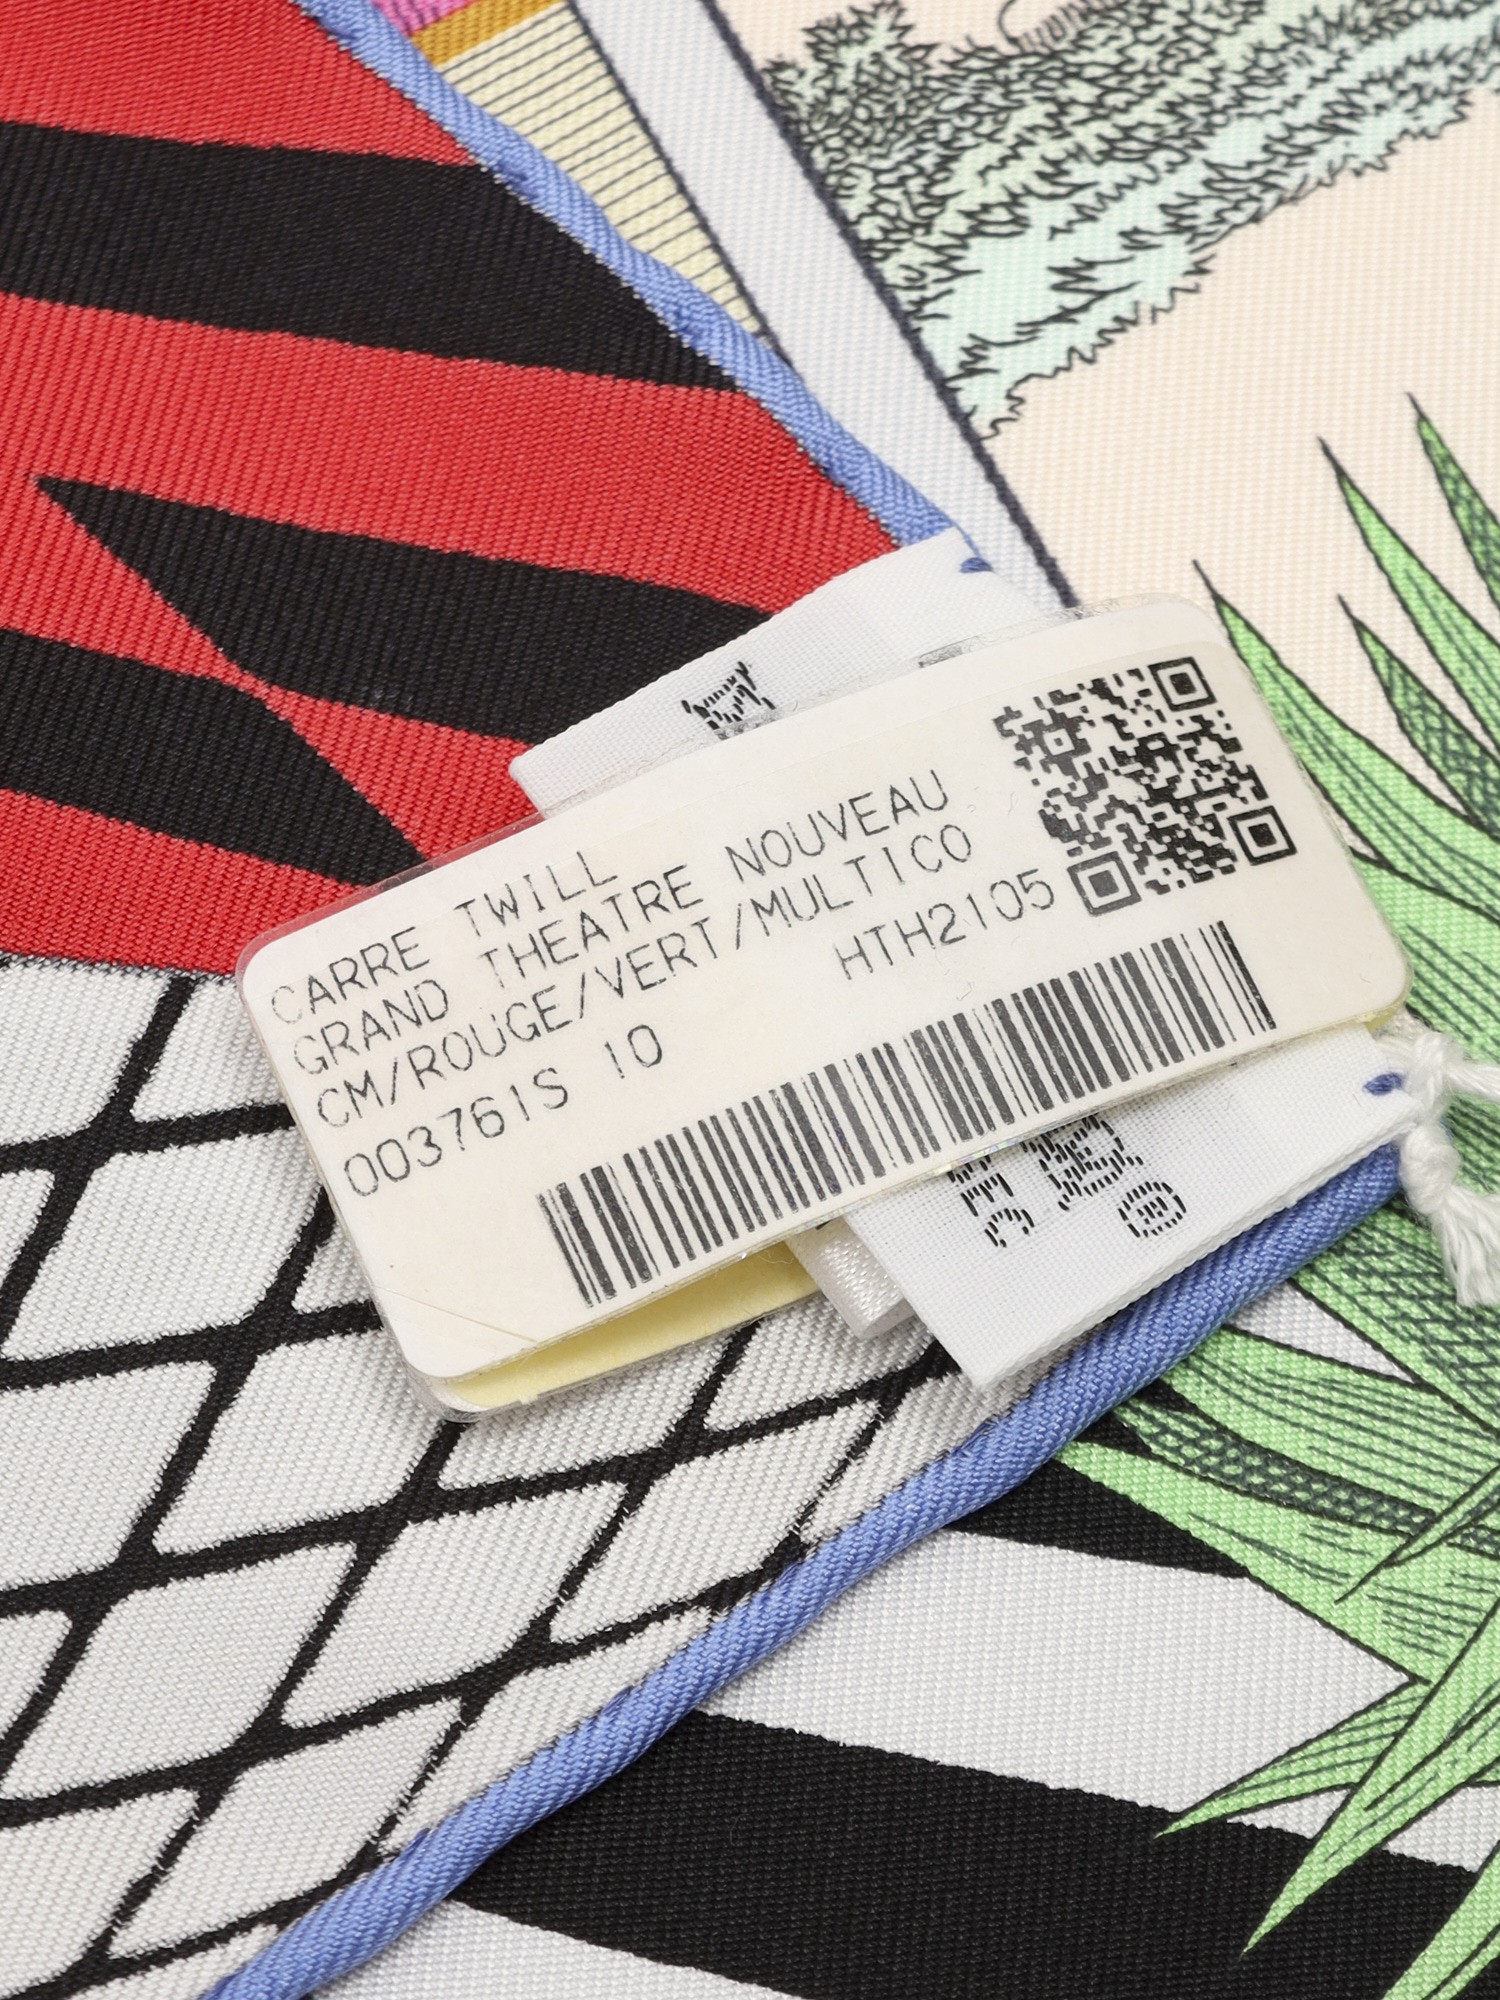 CARRE TWILL
GRAND THEATRE NOUVEAU
CM/ROUGE/VERT/MULTICO
003761S 10 HTH2105